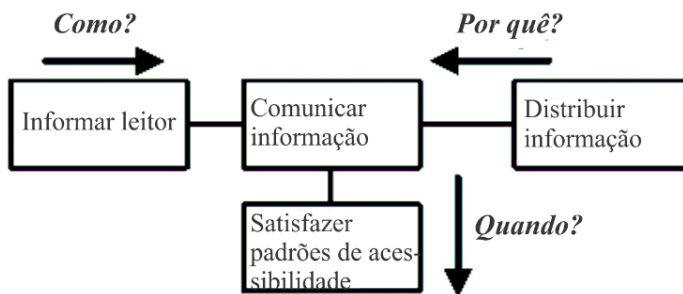 Como?
Por quê?
Informar leitor
Comunicar
informação
Distribuir
informação
Satisfazer
padrões de aces-
sibilidade
Quando?